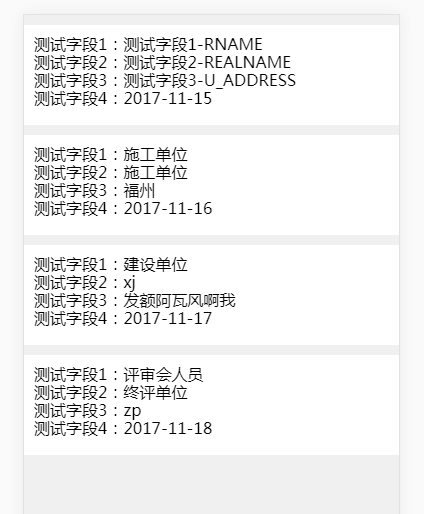 测试字段1：测试字段1-RNAME
测试字段2：测试字段2-REALNAME
测试字段3：测试字段3-U_ADDRESS
测试字段4：2017-11-15
测试字段1：施工单位
测试字段2：施工单位
测试字段3：福州
测试字段4：2017-11-16
测试字段1：建设单位
测试字段2：xj
测试字段3：发额阿瓦风啊我
测试字段4：2017-11-17
测试字段1：评审会人员
测试字段2：终评单位
测试字段3：zp
测试字段4：2017-11-18